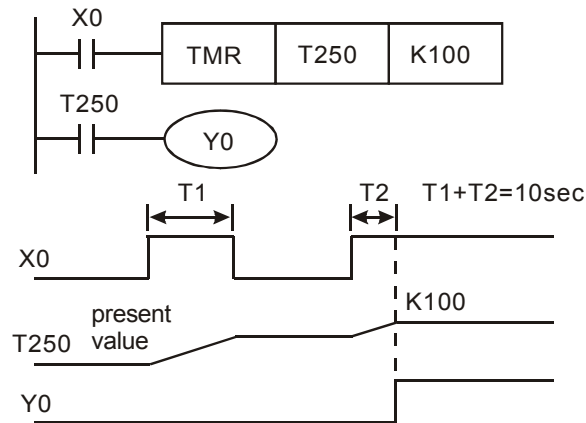 X0
TMR T250 K100
T250
Y0
T1 T2 T1+T2=10sec
X0
K100
present
value
T250
Y0